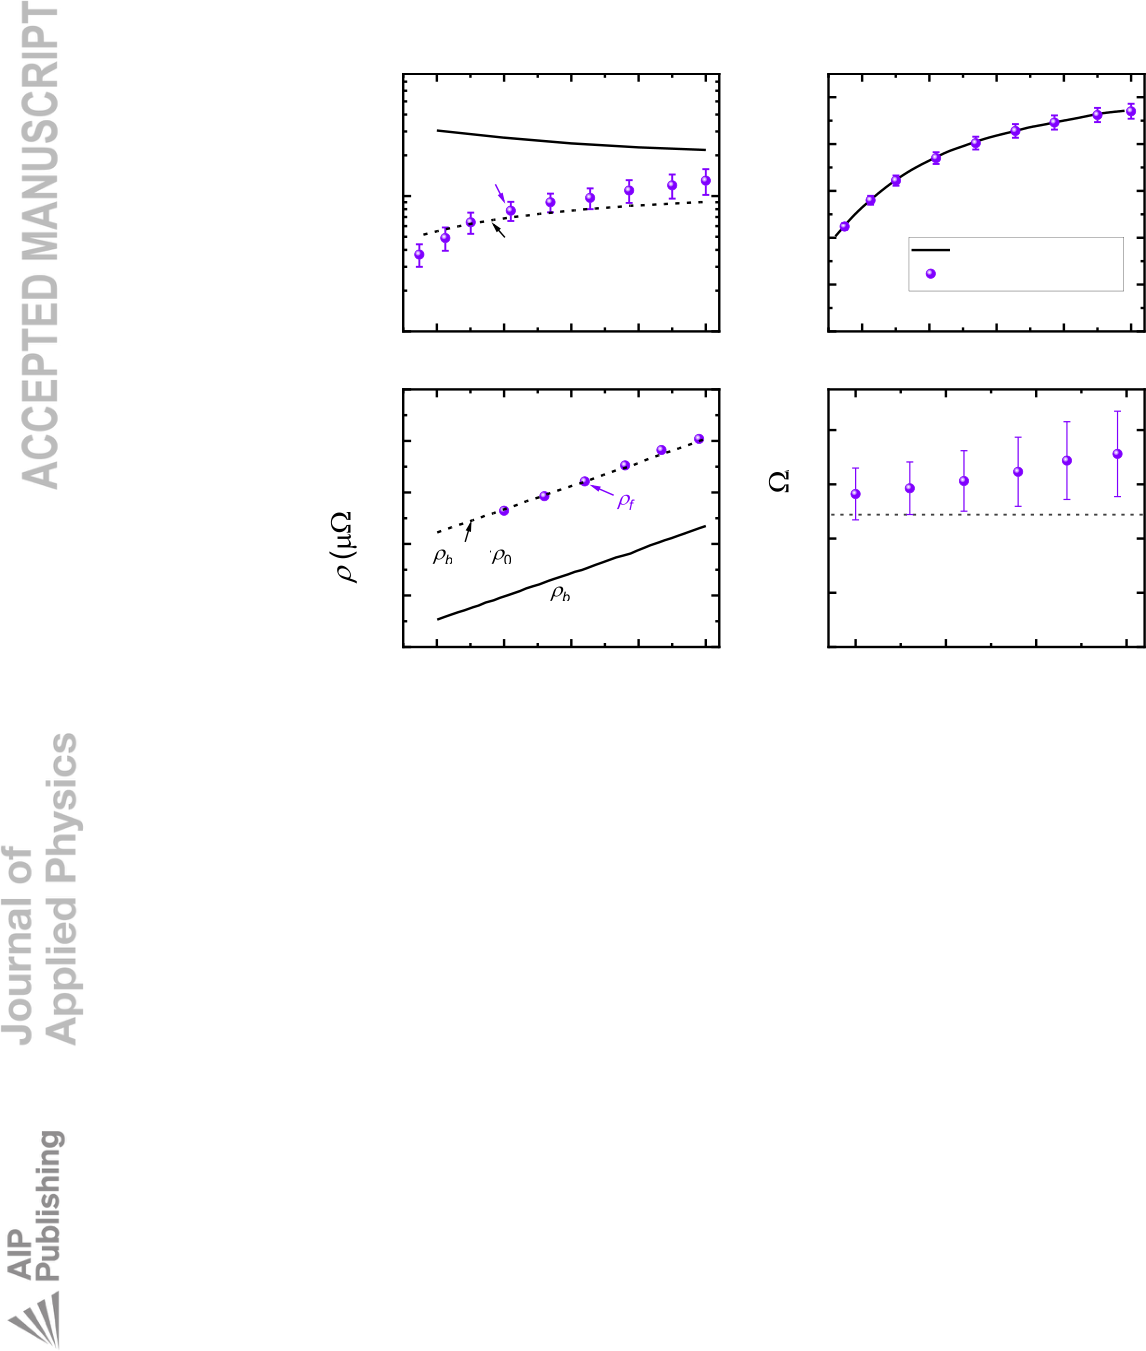 ACCEPTED MANUSCRIPT
Journal of
Applied Physics
AIP
Publishing
Ω
ρ (μΩ
ρf
ρb ρ0
ρb